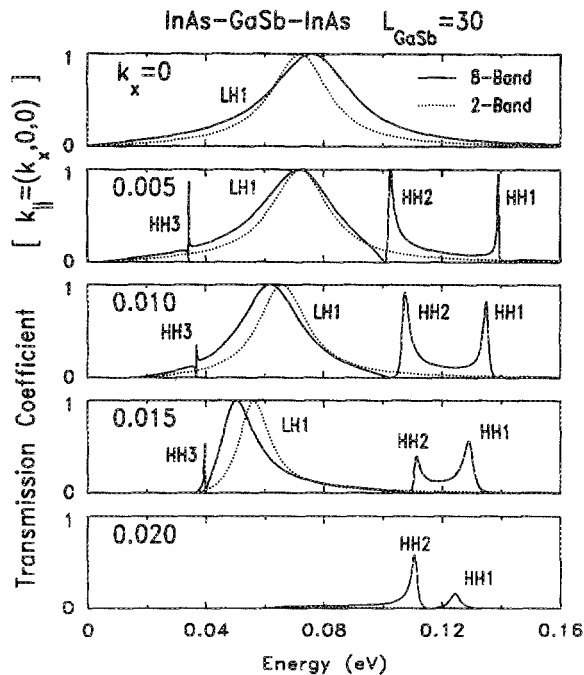 InAs-GaSb-InAs L_GaSb=30
Transmission Coefficient [ k_||=(k_x,0,0) ]
1
k_x=0
LH1
8-Band
2-Band
0
1
0.005
HH3
LH1
HH2
HH1
0
1
0.010
HH3
LH1
HH2
HH1
0
1
0.015
HH3
LH1
HH2
HH1
0
1
0.020
HH2
HH1
0
0 0.04 0.08 0.12 0.16
Energy (eV)